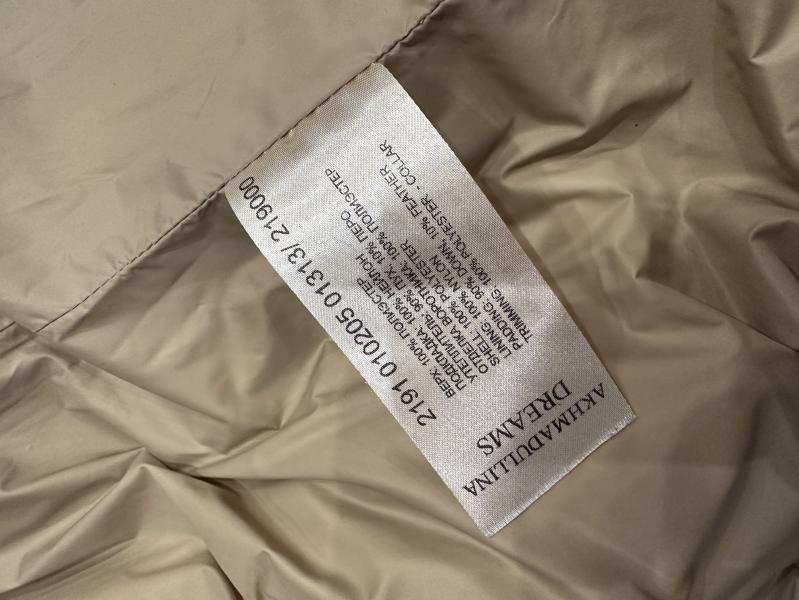 AKHMADULLINA
DREAMS
2191 010205 01313/ 219000
ВЕРХ: 100% ПОЛИЭСТЕР
ПОДКЛАДКА: 100% НЕЙЛОН
УТЕПЛИТЕЛЬ: 90% ПУХ, 10% ПЕРО
ОТДЕЛКА ВОРОТНИКА: 100% ПОЛИЭСТЕР
SHELL: 100% POLYESTER
LINING: 100% NYLON
PADDING: 90% DOWN, 10% FEATHER
TRIMMING: 100% POLYESTER - COLLAR